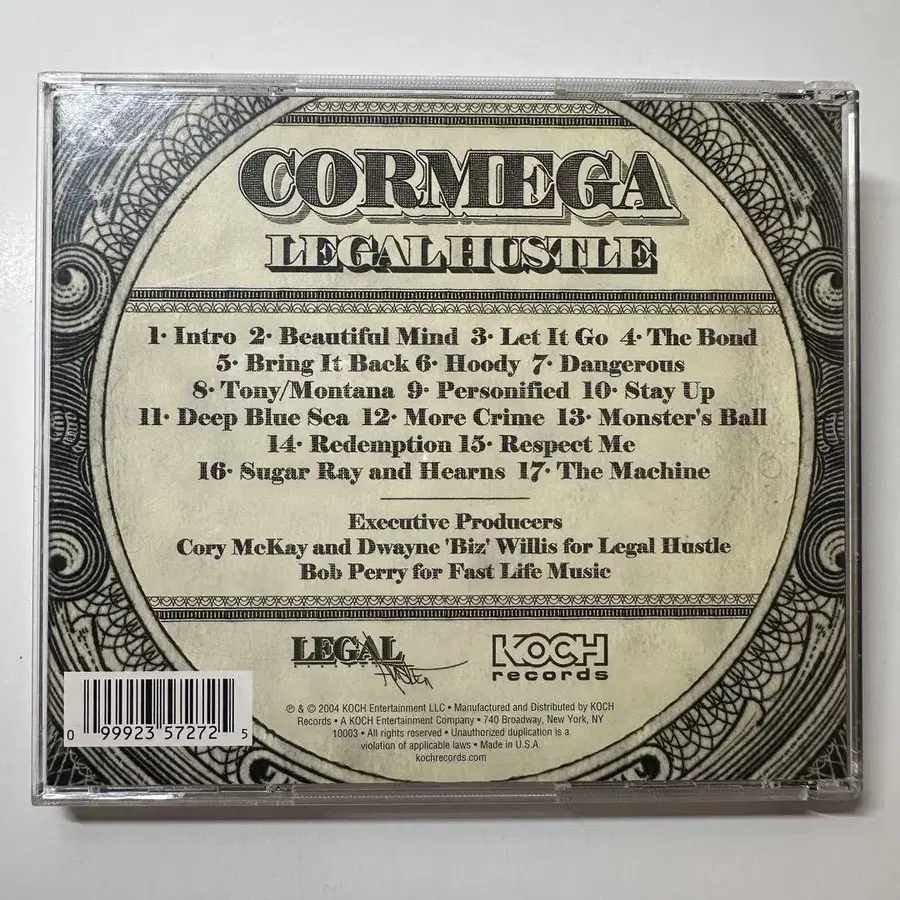 CORMEGA
LEGAL HUSTLE
1· Intro 2· Beautiful Mind 3· Let It Go 4· The Bond
5· Bring It Back 6· Hoody 7· Dangerous
8· Tony/Montana 9· Personified 10· Stay Up
11· Deep Blue Sea 12· More Crime 13· Monster's Ball
14· Redemption 15· Respect Me
16· Sugar Ray and Hearns 17· The Machine
Executive Producers
Cory McKay and Dwayne 'Biz' Willis for Legal Hustle
Bob Perry for Fast Life Music
LEGAL
HUSTLE
KOCH
records
℗ & © 2004 KOCH Entertainment LLC • Manufactured and Distributed by KOCH
Records • A KOCH Entertainment Company • 740 Broadway, New York, NY
10003 • All rights reserved • Unauthorized duplication is a
violation of applicable laws • Made in U.S.A.
kochrecords.com
0 99923 57272 5